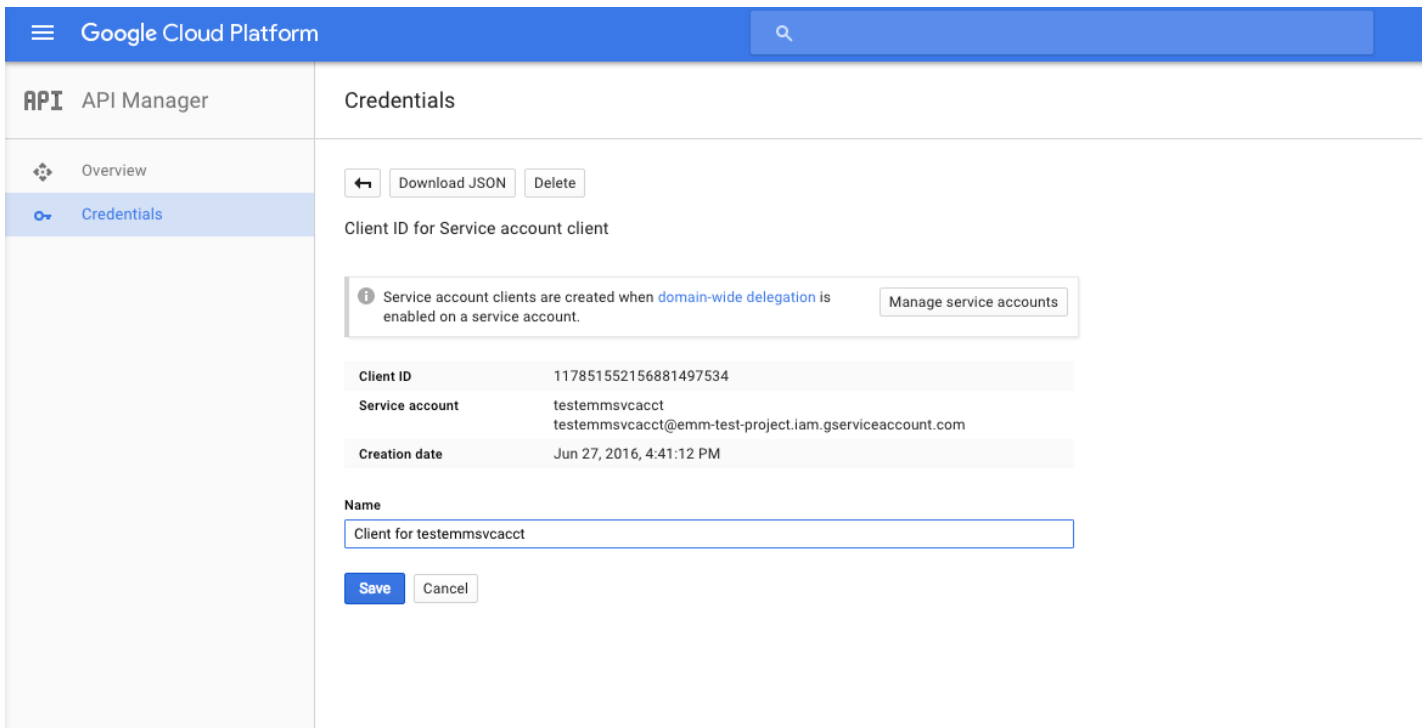 Google Cloud Platform
API API Manager
Credentials
Overview
Credentials
Download JSON Delete
Client ID for Service account client
Service account clients are created when domain-wide delegation is
enabled on a service account.
Manage service accounts
Client ID 117851552156881497534
Service account testemmsvcacct
testemmsvcacct@emm-test-project.iam.gserviceaccount.com
Creation date Jun 27, 2016, 4:41:12 PM
Name
Client for testemmsvcacct
Save Cancel